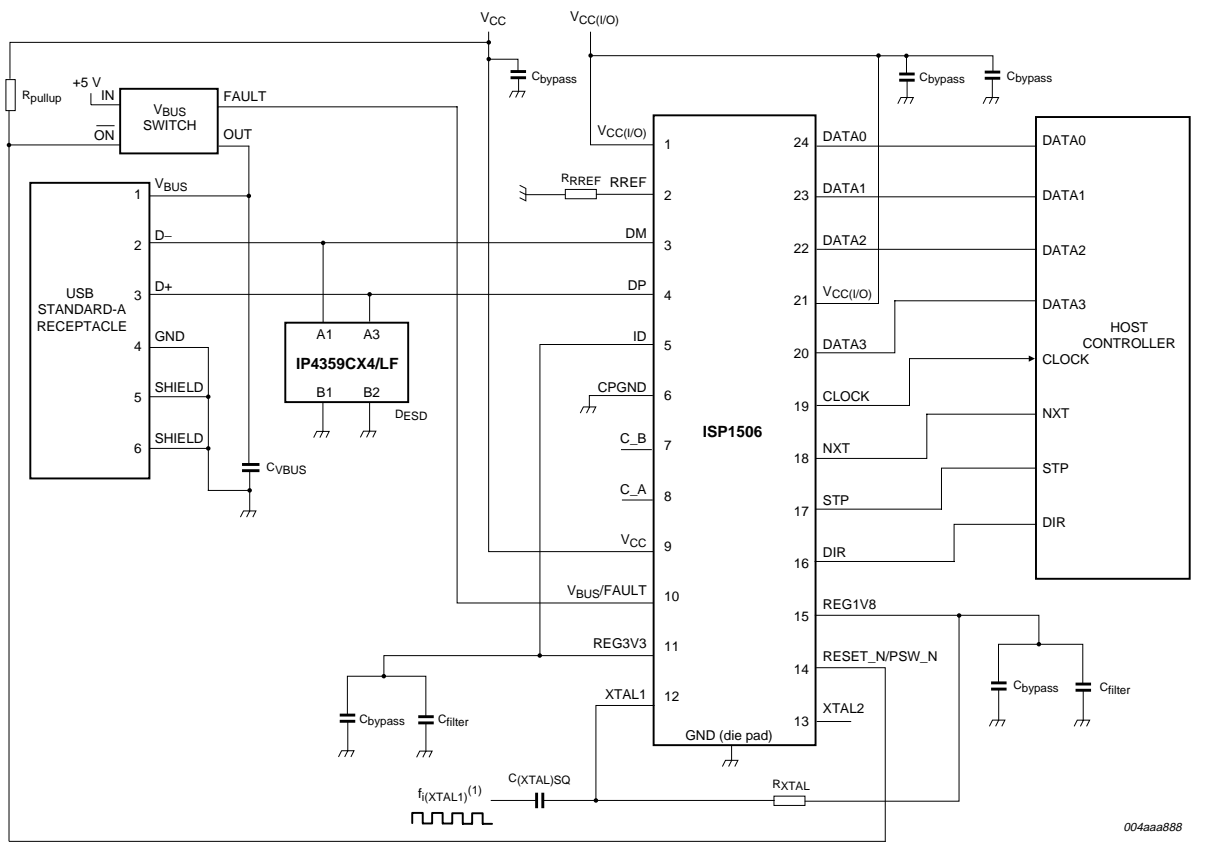 VCC
VCC(I/O)
Cbypass
Cbypass
Cbypass
Rpullup
+5 V
IN
ON
VBUS
SWITCH
FAULT
OUT
USB
STANDARD-A
RECEPTACLE
1
VBUS
2
D−
3
D+
4
GND
5
SHIELD
6
SHIELD
CVBUS
A1
A3
IP4359CX4/LF
B1
B2
DESD
ISP1506
VCC(I/O)
1
RRREF
RREF
2
DM
3
DP
4
ID
5
CPGND
6
C_B
7
C_A
8
VCC
9
VBUS/FAULT
10
REG3V3
11
XTAL1
12
GND (die pad)
24
DATA0
23
DATA1
22
DATA2
21
VCC(I/O)
20
DATA3
19
CLOCK
18
NXT
17
STP
16
DIR
15
REG1V8
14
RESET_N/PSW_N
13
XTAL2
DATA0
DATA1
DATA2
DATA3
HOST
CONTROLLER
CLOCK
NXT
STP
DIR
Cbypass
Cfilter
Cbypass
Cfilter
C(XTAL)SQ
fi(XTAL1)(1)
RXTAL
004aaa888